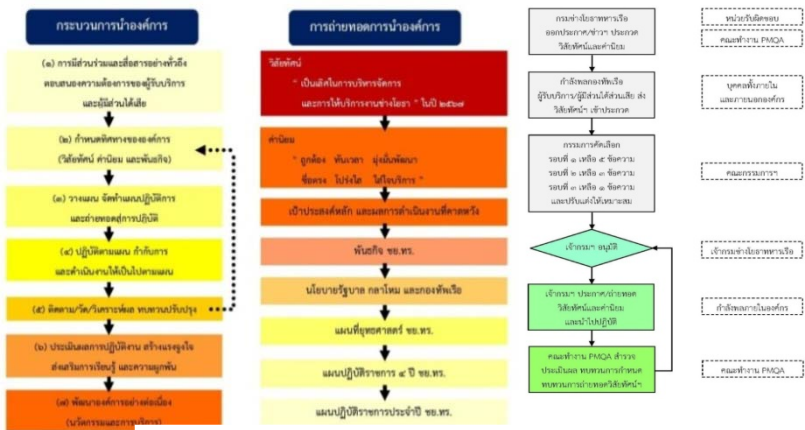 กระบวนการนำองค์การ
(๑) การมีส่วนร่วมและสื่อสารอย่างทั่วถึง
ตอบสนองความต้องการของผู้รับบริการ
และผู้มีส่วนได้เสีย
(๒) กำหนดทิศทางขององค์การ
(วิสัยทัศน์ ค่านิยม และพันธกิจ)
(๓) วางแผน จัดทำแผนปฏิบัติการ
และถ่ายทอดสู่การปฏิบัติ
(๔) ปฏิบัติตามแผน กำกับการ
และดำเนินงานให้เป็นไปตามแผน
(๕) ติดตาม/วัด/วิเคราะห์ผล ทบทวนปรับปรุง
(๖) ประเมินผลการปฏิบัติงาน สร้างแรงจูงใจ
ส่งเสริมการเรียนรู้ และความผูกพัน
(๗) พัฒนาองค์การอย่างต่อเนื่อง
(นวัตกรรมและการบริการ)
การถ่ายทอดการนำองค์การ
วิสัยทัศน์
" เป็นเลิศในการบริหารจัดการ
และการให้บริการงานช่างโยธา " ในปี ๒๕๖๗
ค่านิยม
" ถูกต้อง ทันเวลา มุ่งมั่นพัฒนา
ซื่อตรง โปร่งใส ใส่ใจบริการ "
เป้าประสงค์หลัก และผลการดำเนินงานที่คาดหวัง
พันธกิจ ชย.ทร.
นโยบายรัฐบาล กลาโหม และกองทัพเรือ
แผนที่ยุทธศาสตร์ ชย.ทร.
แผนปฏิบัติราชการ ๔ ปี ชย.ทร.
แผนปฏิบัติราชการประจำปี ชย.ทร.
กรมช่างโยธาทหารเรือ
ออกประกาศ/ข่าวฯ ประกวด
วิสัยทัศน์และค่านิยม
กำลังพลกองทัพเรือ
ผู้รับบริการ/ผู้มีส่วนได้ส่วนเสีย ส่ง
วิสัยทัศน์ฯ เข้าประกวด
กรรมการคัดเลือก
รอบที่ ๑ เหลือ ๕ ข้อความ
รอบที่ ๒ เหลือ ๓ ข้อความ
รอบที่ ๓ เหลือ ๑ ข้อความ
และปรับแต่งให้เหมาะสม
เจ้ากรมฯ อนุมัติ
เจ้ากรมฯ ประกาศ/ถ่ายทอด
วิสัยทัศน์และค่านิยม
และนำไปปฏิบัติ
คณะทำงาน PMQA สำรวจ
ประเมินผล ทบทวนการกำหนด
ทบทวนการถ่ายทอดวิสัยทัศน์ฯ
หน่วยรับผิดชอบ
คณะทำงาน PMQA
บุคคลทั้งภายใน
และภายนอกองค์กร
คณะกรรมการฯ
เจ้ากรมช่างโยธาทหารเรือ
กำลังพลภายในองค์กร
คณะทำงาน PMQA